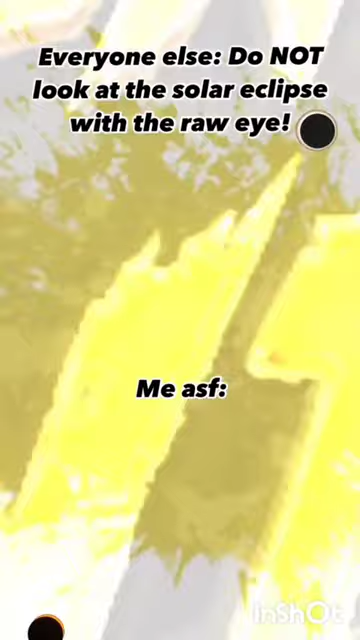 Everyone else: Do NOT
look at the solar eclipse
with the raw eye!
Me asf:
InShOt